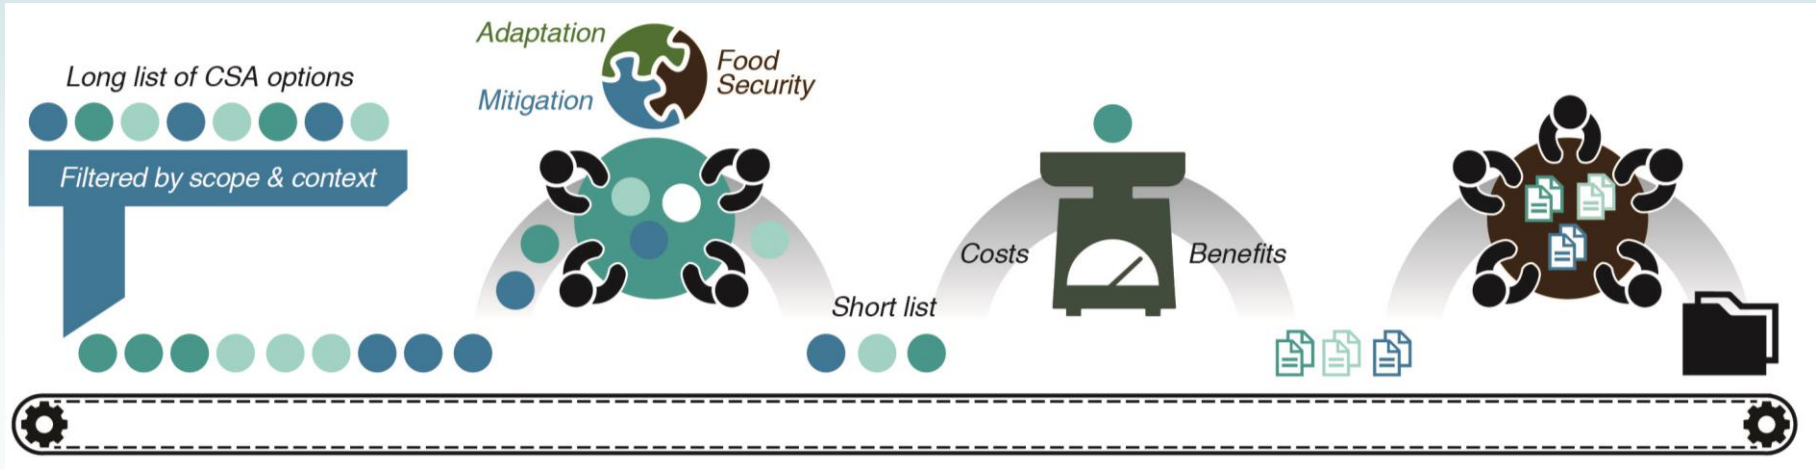 Long list of CSA options
Filtered by scope & context
Adaptation
Mitigation
Food
Security
Short list
Costs
Benefits